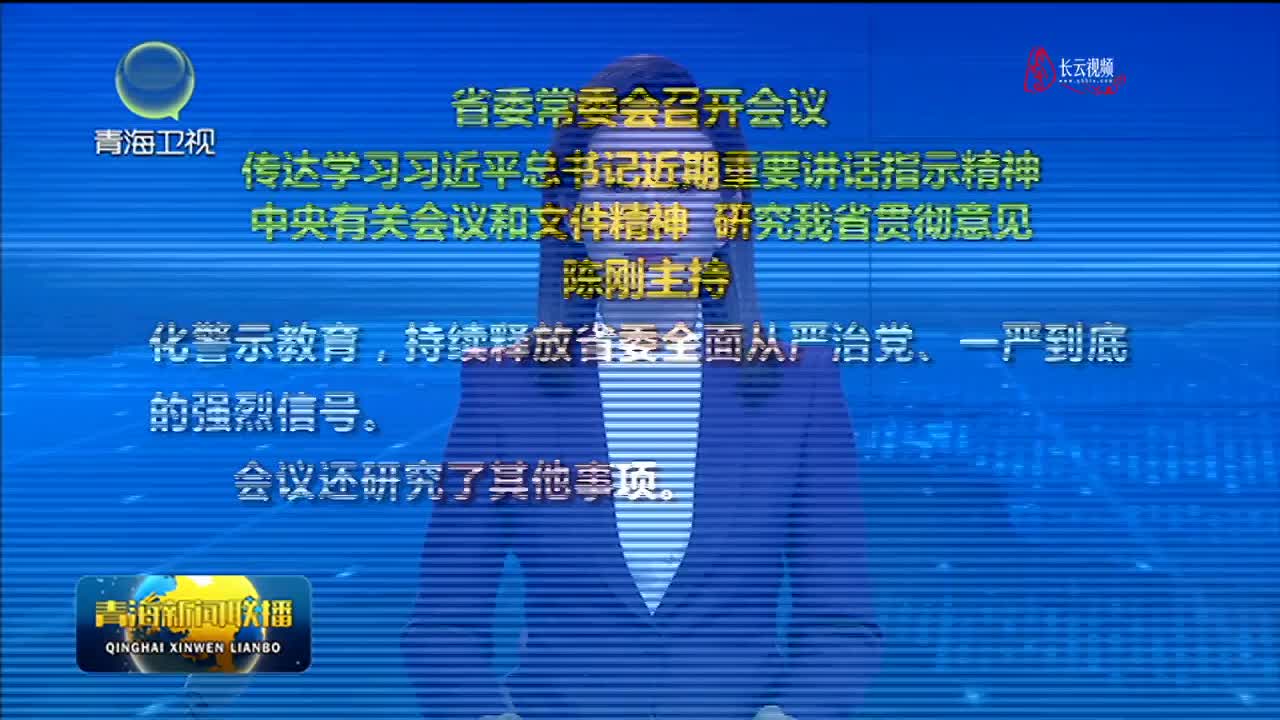 青海卫视
长云视频
省委常委会召开会议
传达学习习近平总书记近期重要讲话指示精神
中央有关会议和文件精神 研究我省贯彻意见
陈刚主持
化警示教育，持续释放省委全面从严治党、一严到底
的强烈信号。
会议还研究了其他事项。
青海新闻联播
QINGHAI XINWEN LIANBO